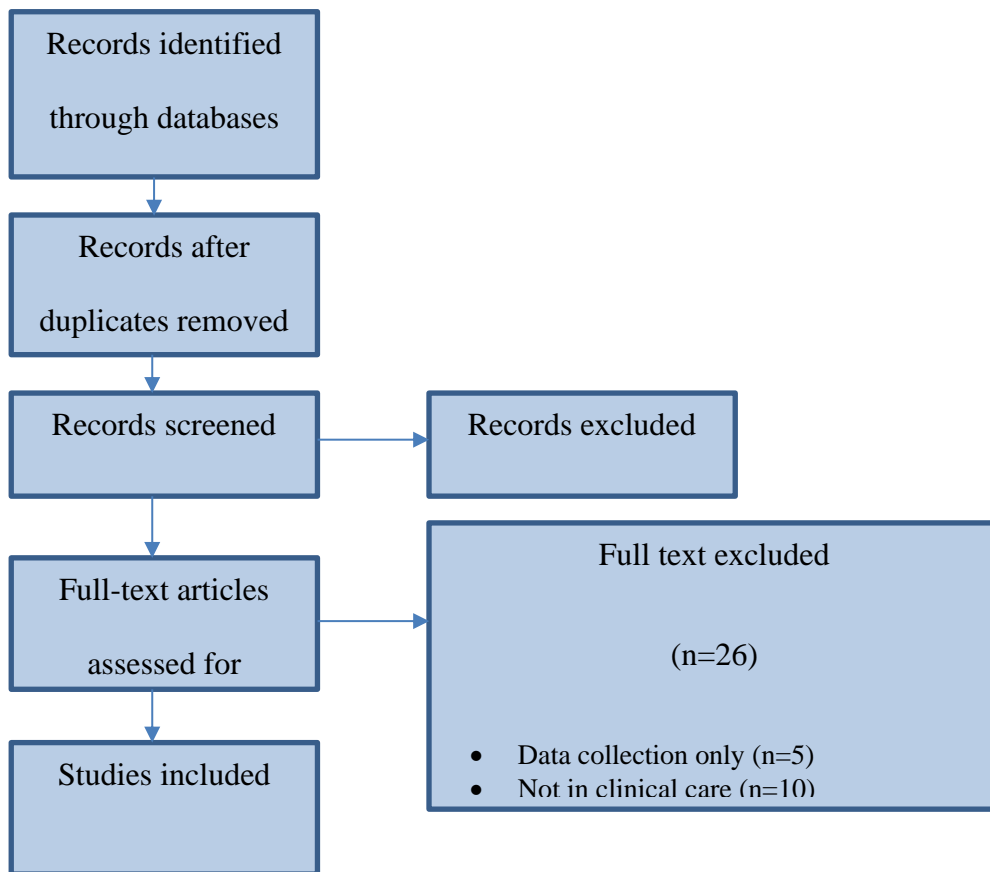 Records identified
through databases
Records after
duplicates removed
Records screened
Records excluded
Full-text articles
assessed for
Full text excluded
(n=26)
• Data collection only (n=5)
• Not in clinical care (n=10)
Studies included